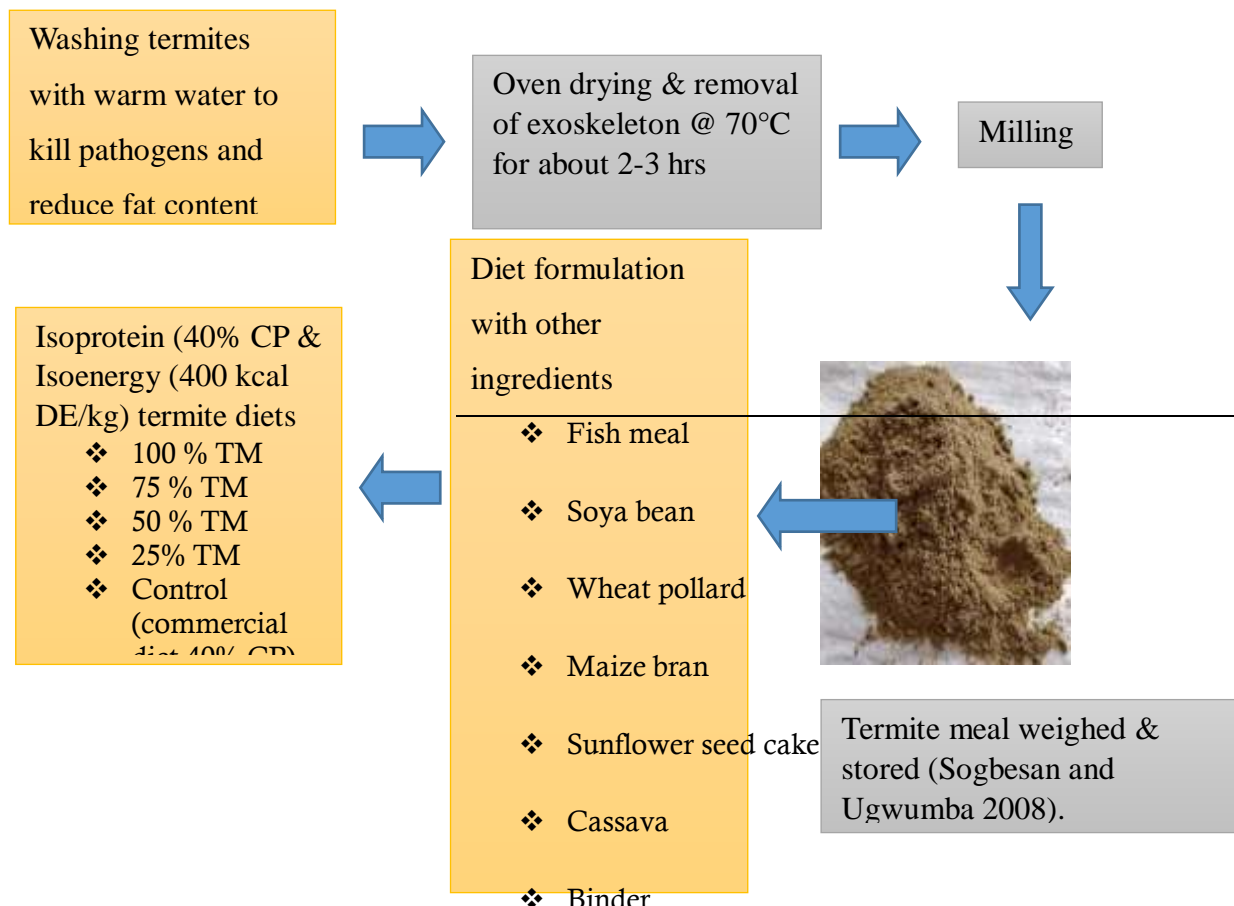 Washing termites
with warm water to
kill pathogens and
reduce fat content
Oven drying & removal
of exoskeleton @ 70°C
for about 2-3 hrs
Milling
Termite meal weighed &
stored (Sogbesan and
Ugwumba 2008).
Diet formulation
with other
ingredients
❖ Fish meal
❖ Soya bean
❖ Wheat pollard
❖ Maize bran
❖ Sunflower seed cake
❖ Cassava
❖ Binder
Isoprotein (40% CP &
Isoenergy (400 kcal
DE/kg) termite diets
❖ 100 % TM
❖ 75 % TM
❖ 50 % TM
❖ 25% TM
❖ Control
(commercial
diet 40% CP)